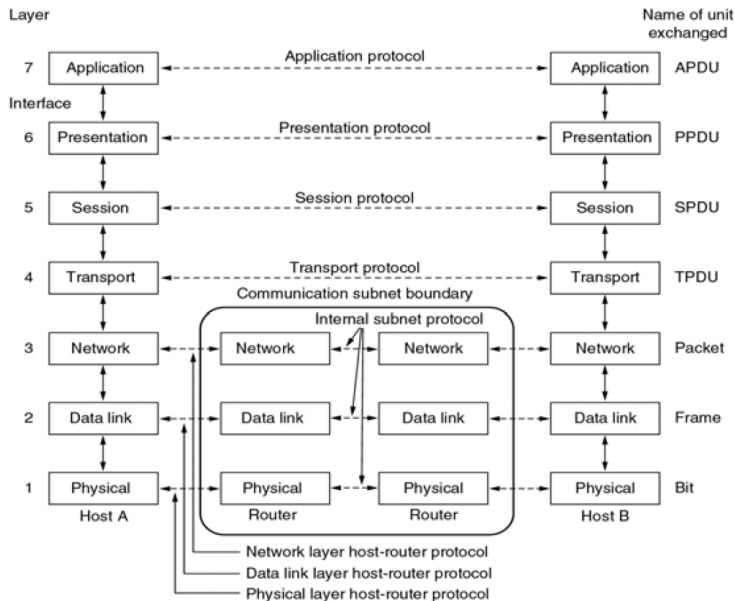 Layer
Name of unit
exchanged
Application protocol
7 Application Application APDU
Interface
Presentation protocol
6 Presentation Presentation PPDU
Session protocol
5 Session Session SPDU
Transport protocol
4 Transport Transport TPDU
Communication subnet boundary
Internal subnet protocol
3 Network Network Network Network Packet
2 Data link Data link Data link Data link Frame
1 Physical Physical Physical Physical Bit
Host A Router Router Host B
Network layer host-router protocol
Data link layer host-router protocol
Physical layer host-router protocol